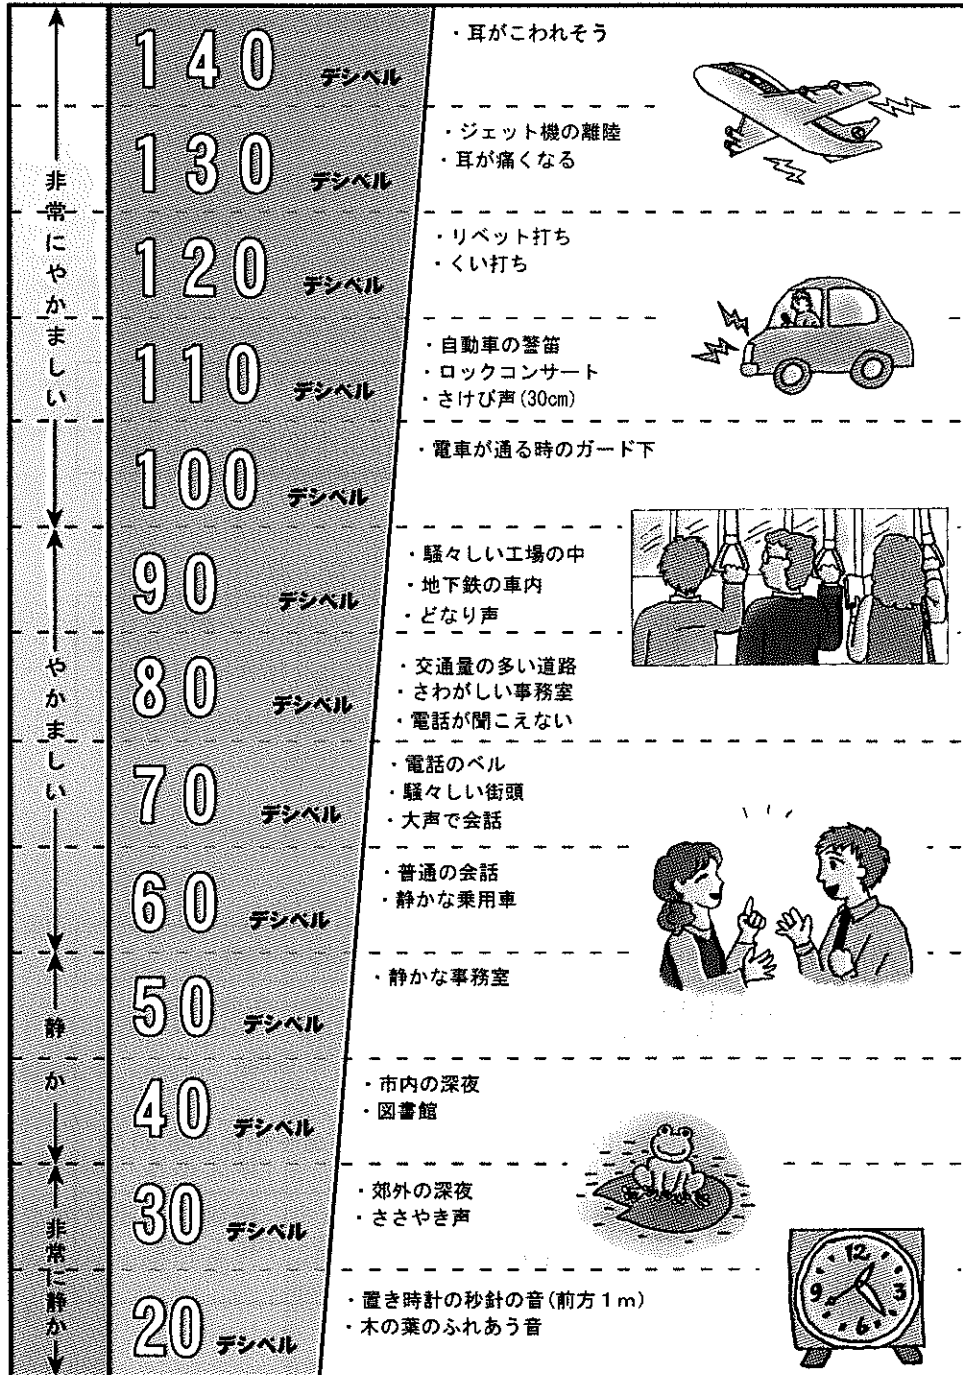 非常にやかましい
140 デシベル
・耳がこわれそう
130 デシベル
・ジェット機の離陸
・耳が痛くなる
120 デシベル
・リベット打ち
・くい打ち
110 デシベル
・自動車の警笛
・ロックコンサート
・さけび声(30cm)
100 デシベル
・電車が通る時のガード下
やかましい
90 デシベル
・騒々しい工場の中
・地下鉄の車内
・どなり声
80 デシベル
・交通量の多い道路
・さわがしい事務室
・電話が聞こえない
70 デシベル
・電話のベル
・騒々しい街頭
・大声で会話
60 デシベル
・普通の会話
・静かな乗用車
静か
50 デシベル
・静かな事務室
40 デシベル
・市内の深夜
・図書館
非常に静か
30 デシベル
・郊外の深夜
・ささやき声
20 デシベル
・置き時計の秒針の音(前方1m)
・木の葉のふれあう音
12
9 3
6